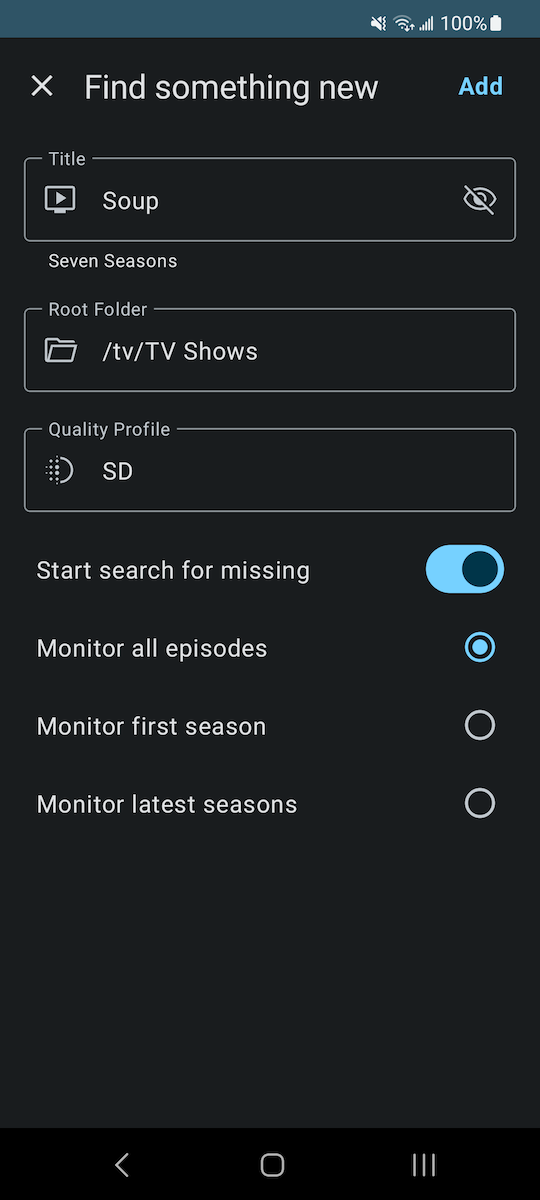 100%
Find something new
Add
Title
Soup
Seven Seasons
Root Folder
/tv/TV Shows
Quality Profile
SD
Start search for missing
Monitor all episodes
Monitor first season
Monitor latest seasons